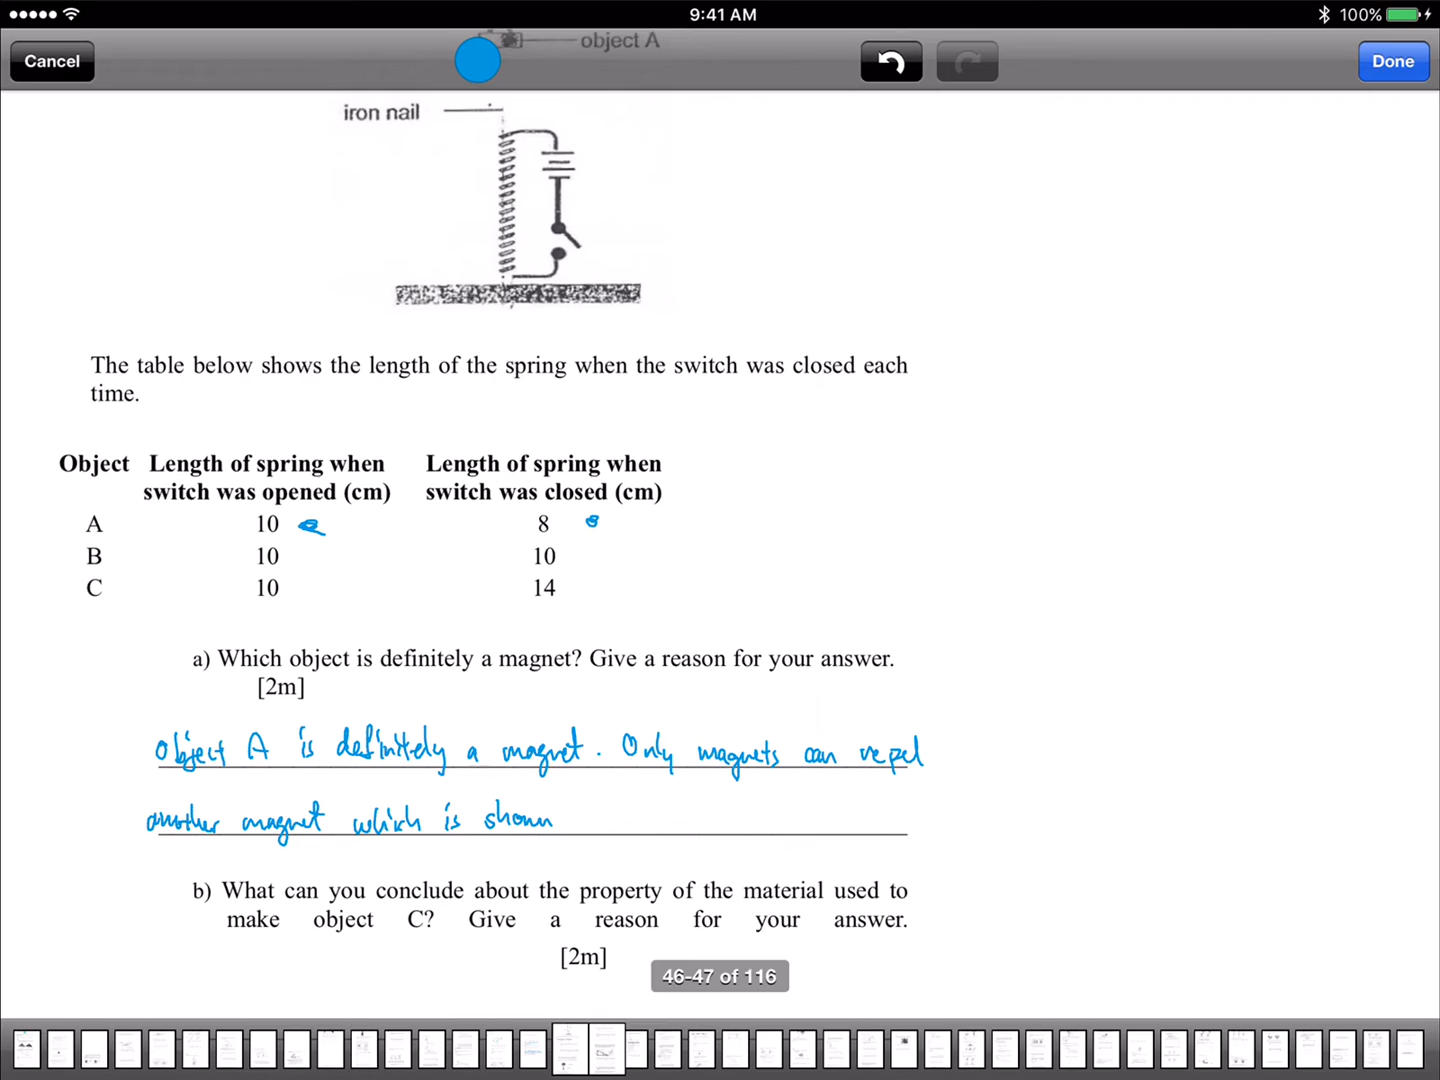 9:41 AM
100%
Cancel
object A
Done
iron nail
The table below shows the length of the spring when the switch was closed each
time.
Object Length of spring when switch was opened (cm) Length of spring when switch was closed (cm)
A 10 8
B 10 10
C 10 14
a) Which object is definitely a magnet? Give a reason for your answer.
[2m]
Object A is definitely a magnet. Only magnets can repel
another magnet which is shown
b) What can you conclude about the property of the material used to
make object C? Give a reason for your answer.
[2m]
46-47 of 116